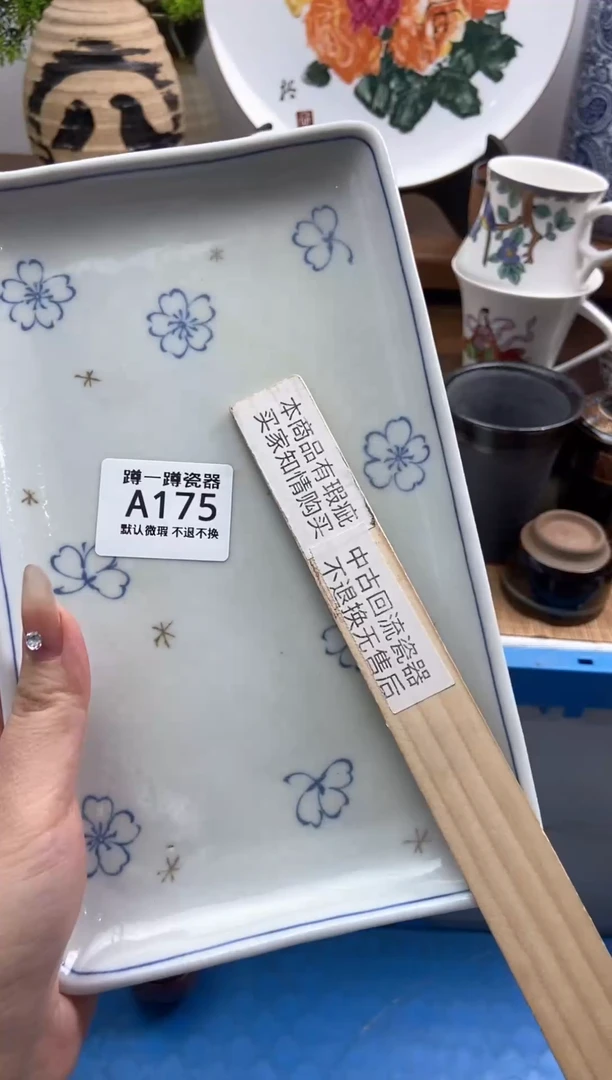 蹲一蹲瓷器
A175
默认微瑕 不退不换
本商品有瑕疵
买家知情购买
中古回流瓷器
不退换无售后